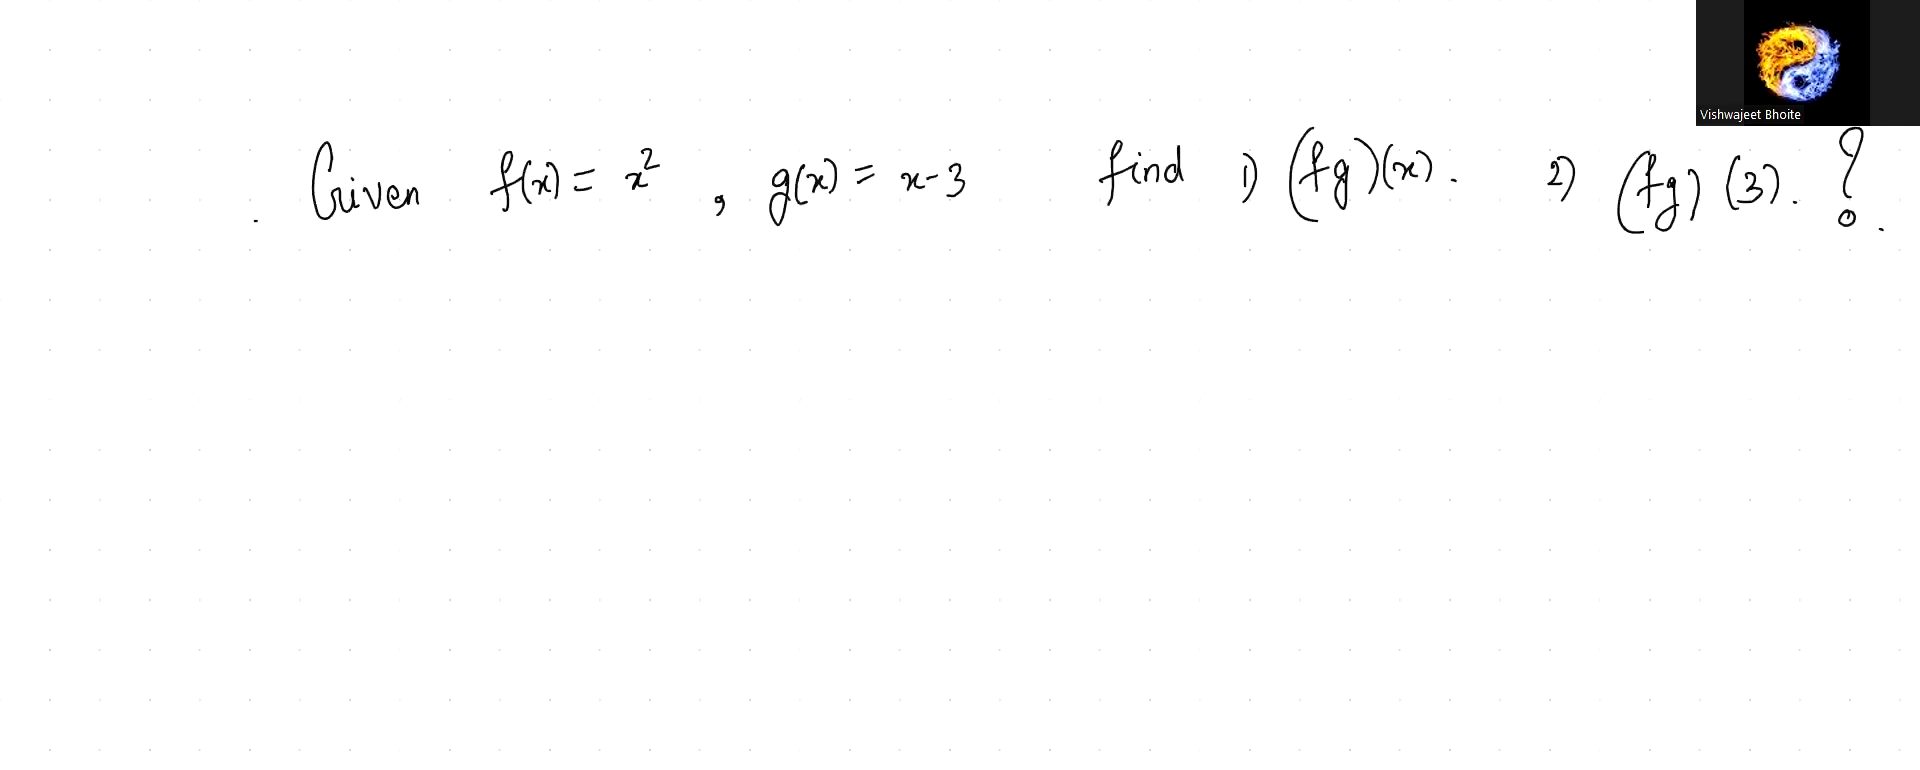 Vishwajeet Bhoite
. Given f(x) = x², g(x) = x-3 find 1) (fg)(x). 2) (fg) (3). ?.